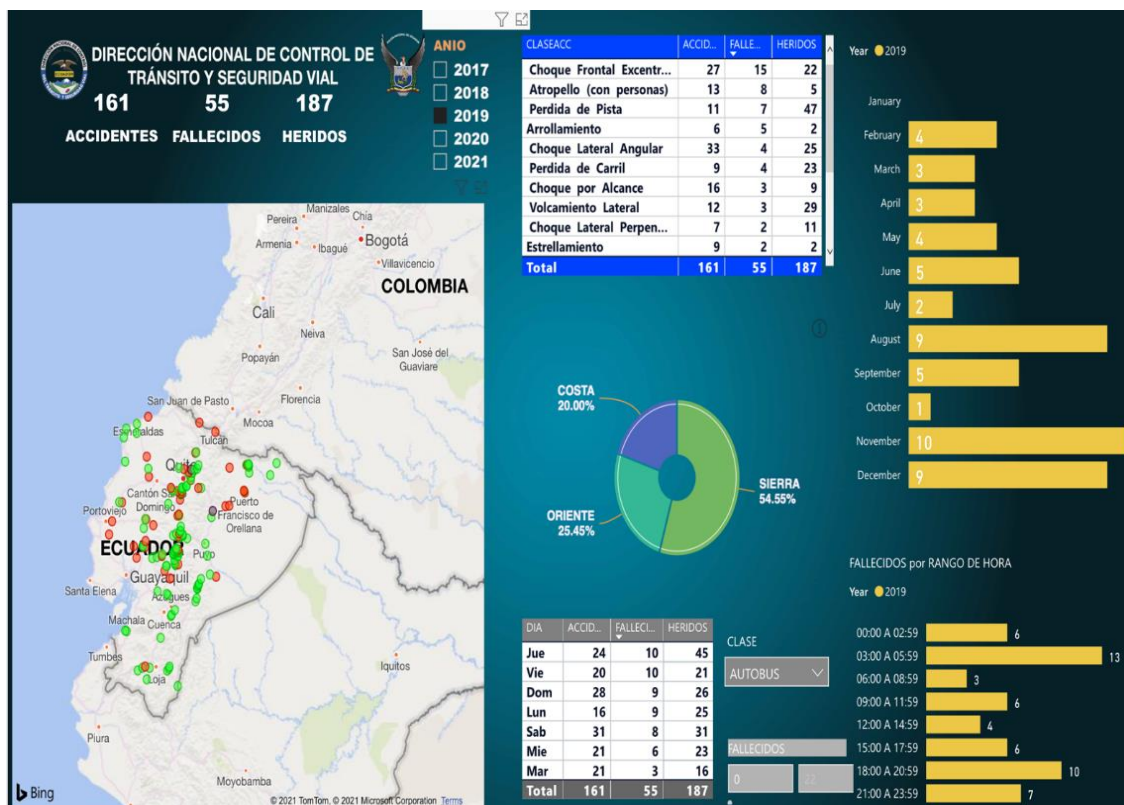 DIRECCIÓN NACIONAL DE CONTROL DE
TRÁNSITO Y SEGURIDAD VIAL
161 55 187
ACCIDENTES FALLECIDOS HERIDOS
ANIO
2017
2018
2019
2020
2021
CLASEACC ACCID... FALLE... HERIDOS
Choque Frontal Excentr... 27 15 22
Atropello (con personas) 13 8 5
Perdida de Pista 11 7 47
Arrollamiento 6 5 2
Choque Lateral Angular 33 4 25
Perdida de Carril 9 4 23
Choque por Alcance 16 3 9
Volcamiento Lateral 12 3 29
Choque Lateral Perpen... 7 2 11
Estrellamiento 9 2 2
Total 161 55 187
Year 2019
January
February 4
March 3
April 3
May 4
June 5
July 2
August 9
September 5
October 1
November 10
December 9
Manizales
Pereira Chía
Armenia Ibagué Bogotá
Villavicencio
COLOMBIA
Cali
Neiva
Popayán San José del
Guaviare
Florencia
San Juan de Pasto
Mocoa
Esmeraldas Tulcán
Quito
Cantón Santo
Domingo Puerto
Francisco de
Orellana
Portoviejo
ECUADOR Puyo
Guayaquil
Santa Elena
Azogues
Machala Cuenca
Tumbes
Loja Iquitos
Piura
Moyobamba
Bing © 2021 TomTom, © 2021 Microsoft Corporation Terms
COSTA
20.00%
SIERRA
54.55%
ORIENTE
25.45%
DIA ACCID... FALLECI... HERIDOS
Jue 24 10 45
Vie 20 10 21
Dom 28 9 26
Lun 16 9 25
Sab 31 8 31
Mie 21 6 23
Mar 21 3 16
Total 161 55 187
CLASE
AUTOBUS
FALLECIDOS
0 22
FALLECIDOS por RANGO DE HORA
Year 2019
00:00 A 02:59 6
03:00 A 05:59 13
06:00 A 08:59 3
09:00 A 11:59 6
12:00 A 14:59 4
15:00 A 17:59 6
18:00 A 20:59 10
21:00 A 23:59 7